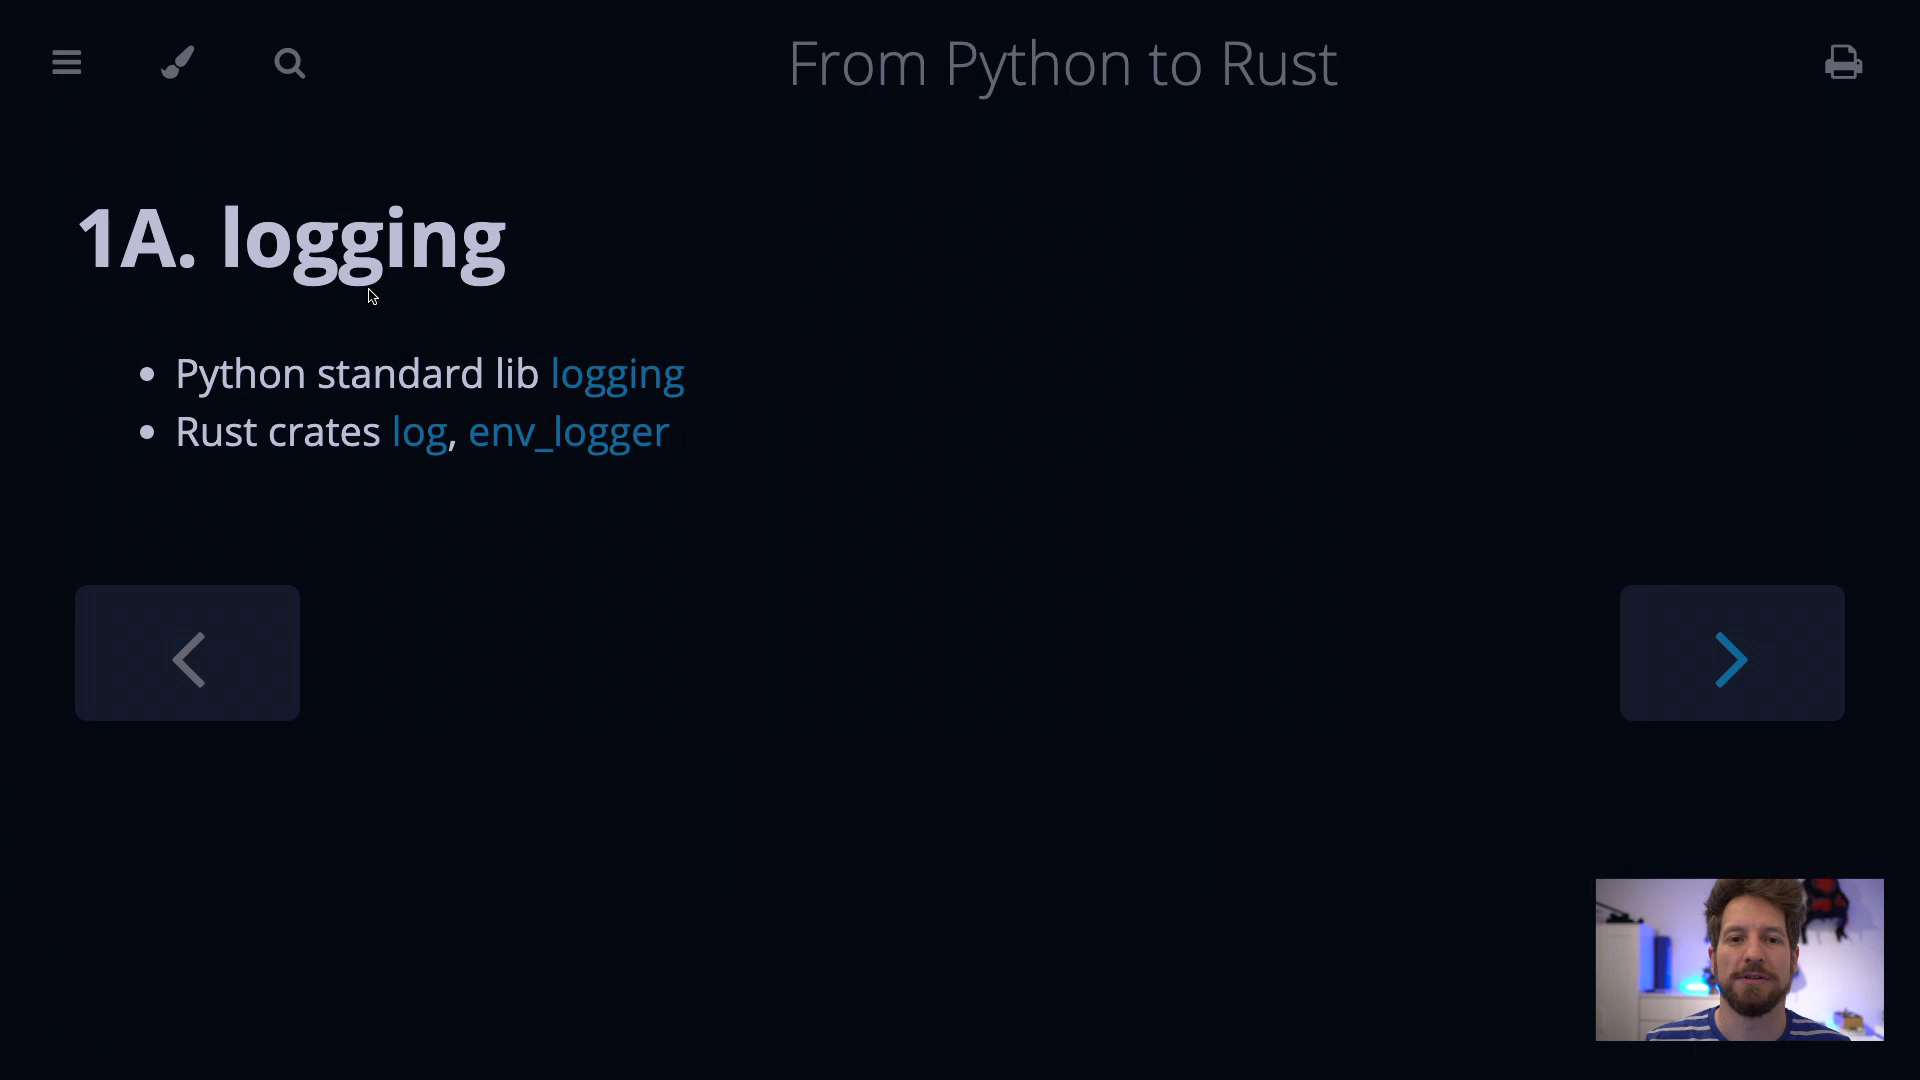 From Python to Rust
1A. logging
Python standard lib logging
Rust crates log, env_logger